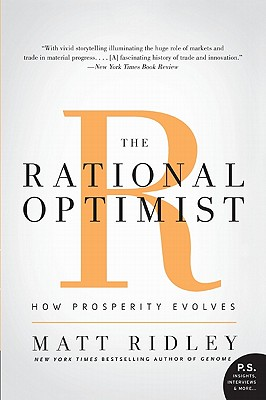 "With vivid storytelling illuminating the huge role of markets and
trade in material progress. . . . [A] fascinating history of trade and innovation."
—New York Times Book Review
R
THE
RATIONAL
OPTIMIST
HOW PROSPERITY EVOLVES
MATT RIDLEY
NEW YORK TIMES BESTSELLING AUTHOR OF GENOME
P.S.
INSIGHTS,
INTERVIEWS
& MORE...